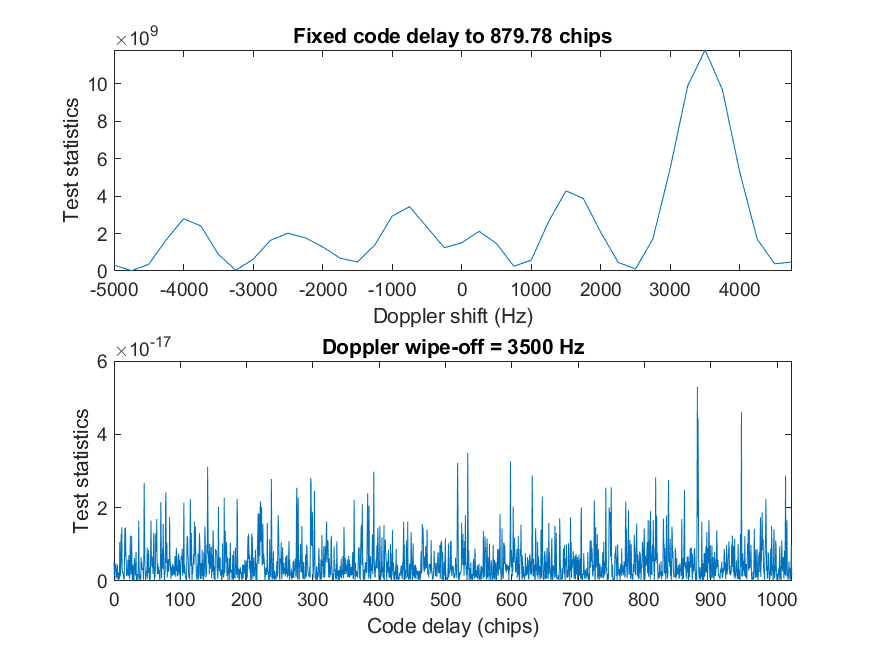 ×10^9
Fixed code delay to 879.78 chips
Test statistics
10
8
6
4
2
0
-5000 -4000 -3000 -2000 -1000 0 1000 2000 3000 4000
Doppler shift (Hz)
×10^-17
Doppler wipe-off = 3500 Hz
Test statistics
6
4
2
0
0 100 200 300 400 500 600 700 800 900 1000
Code delay (chips)